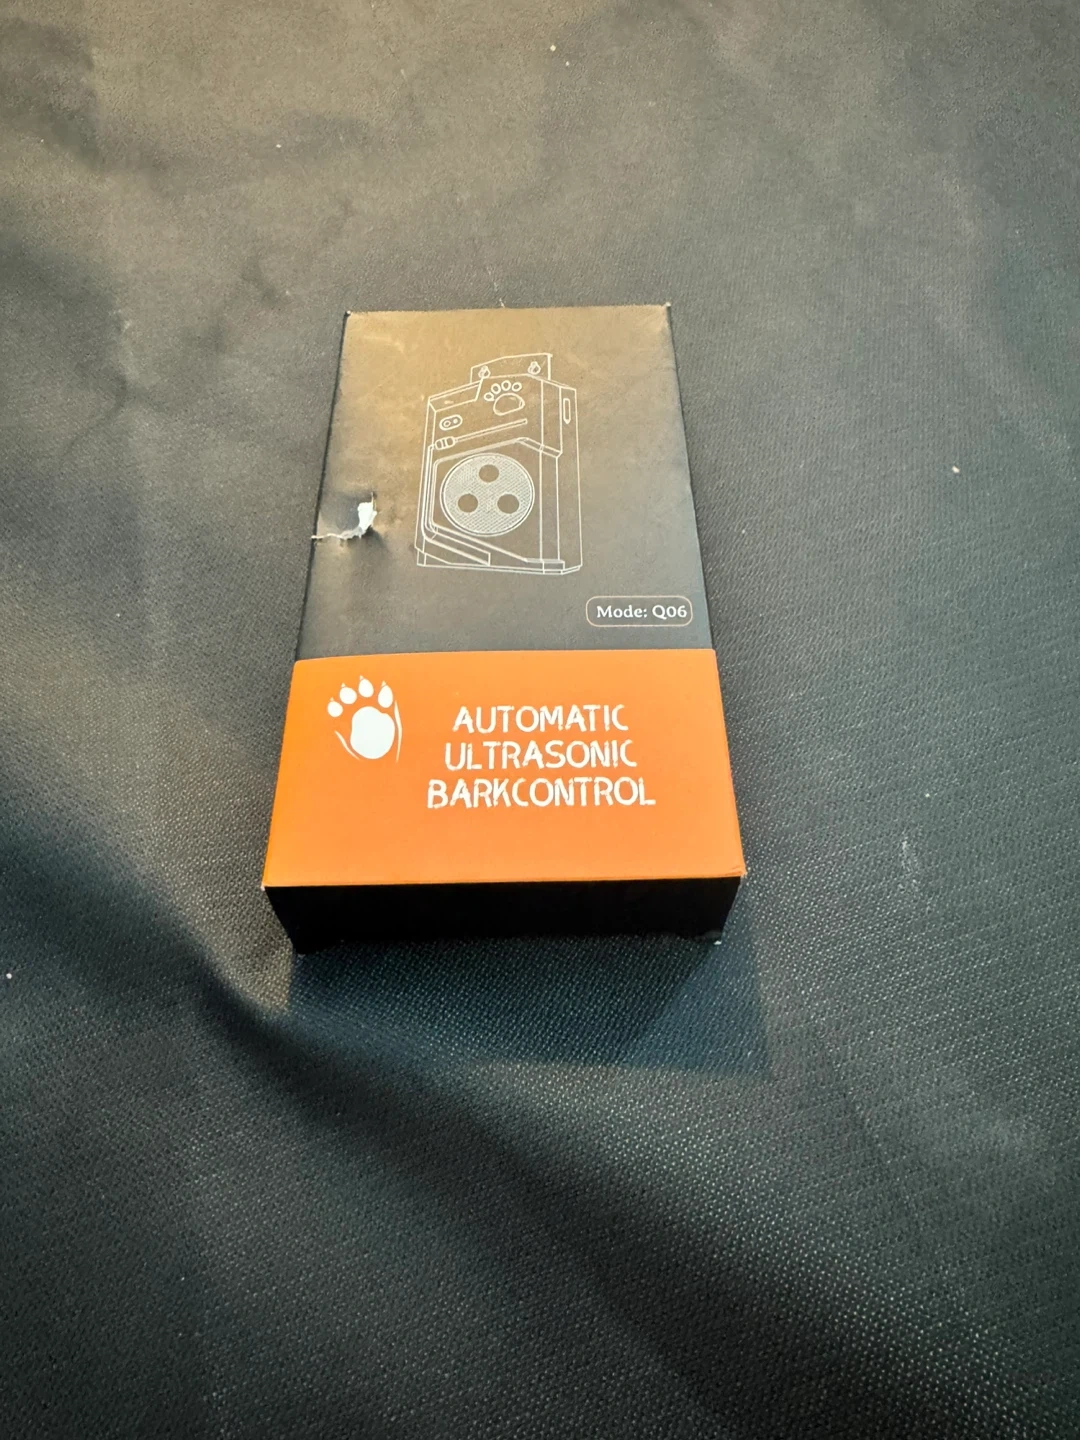 Mode: Q06
AUTOMATIC
ULTRASONIC
BARKCONTROL